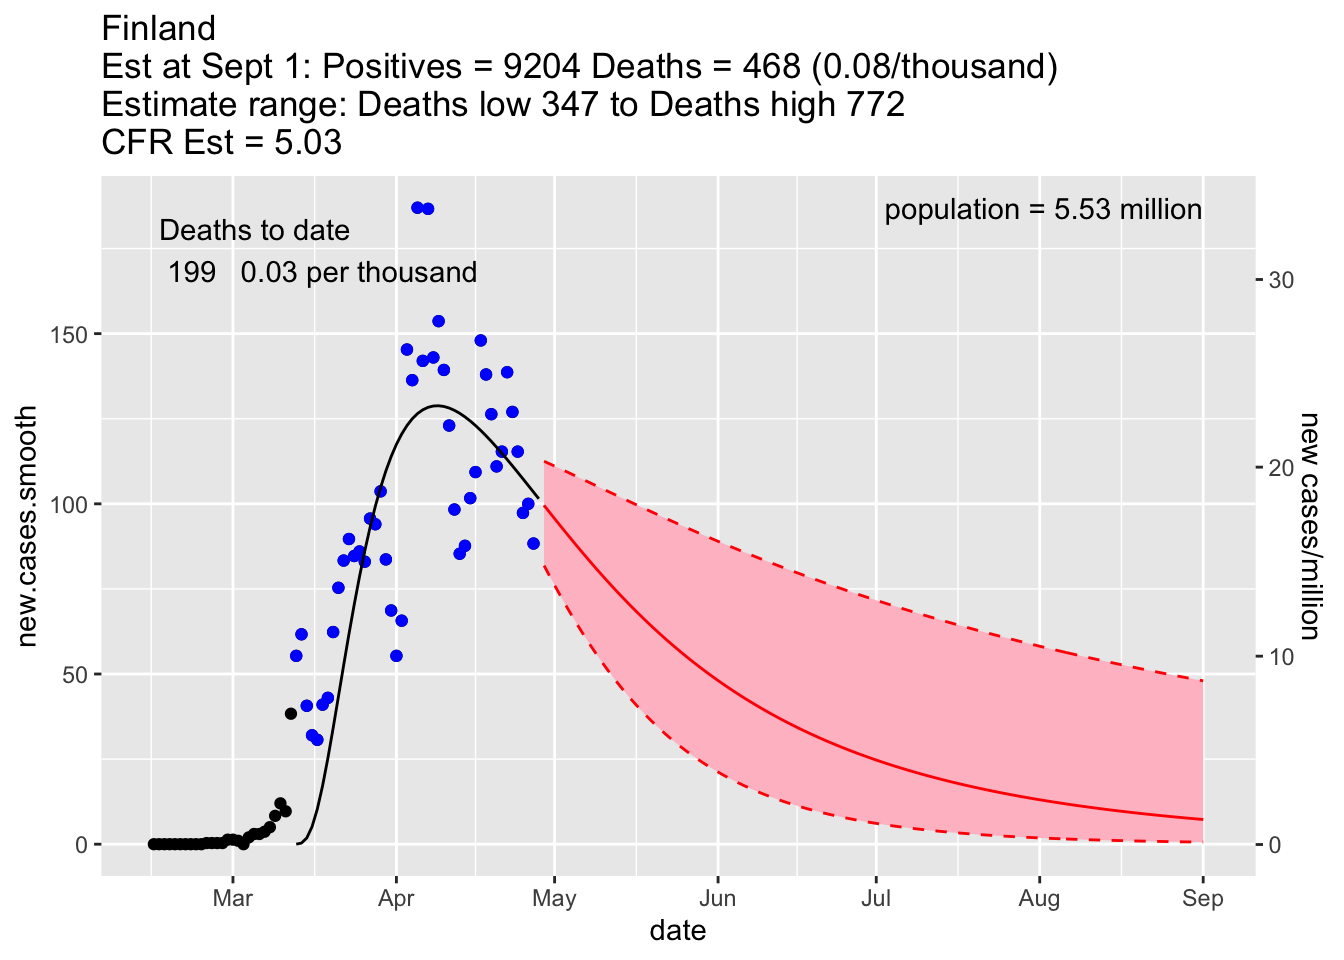 Finland
Est at Sept 1: Positives = 9204 Deaths = 468 (0.08/thousand)
Estimate range: Deaths low 347 to Deaths high 772
CFR Est = 5.03
Deaths to date
199 0.03 per thousand
population = 5.53 million
150
100
50
0
new.cases.smooth
30
20
10
0
new cases/million
Mar Apr May Jun Jul Aug Sep
date